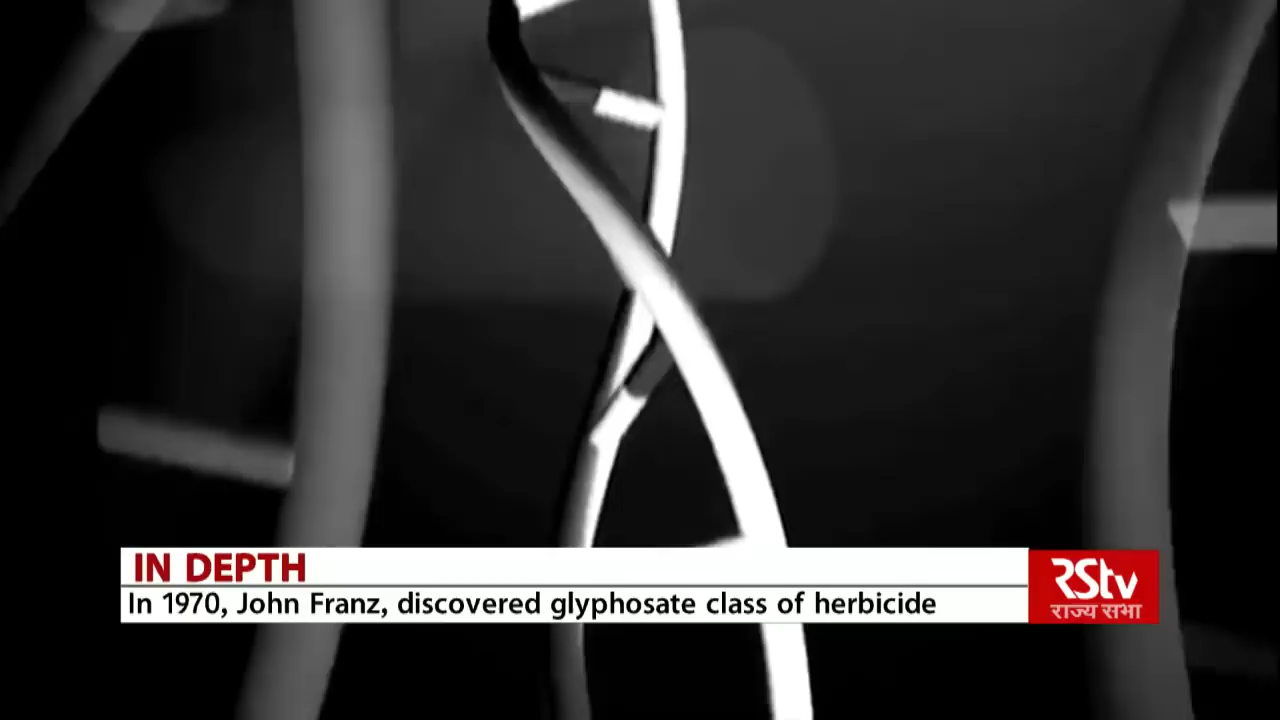 IN DEPTH
In 1970, John Franz, discovered glyphosate class of herbicide
RStv
राज्य सभा